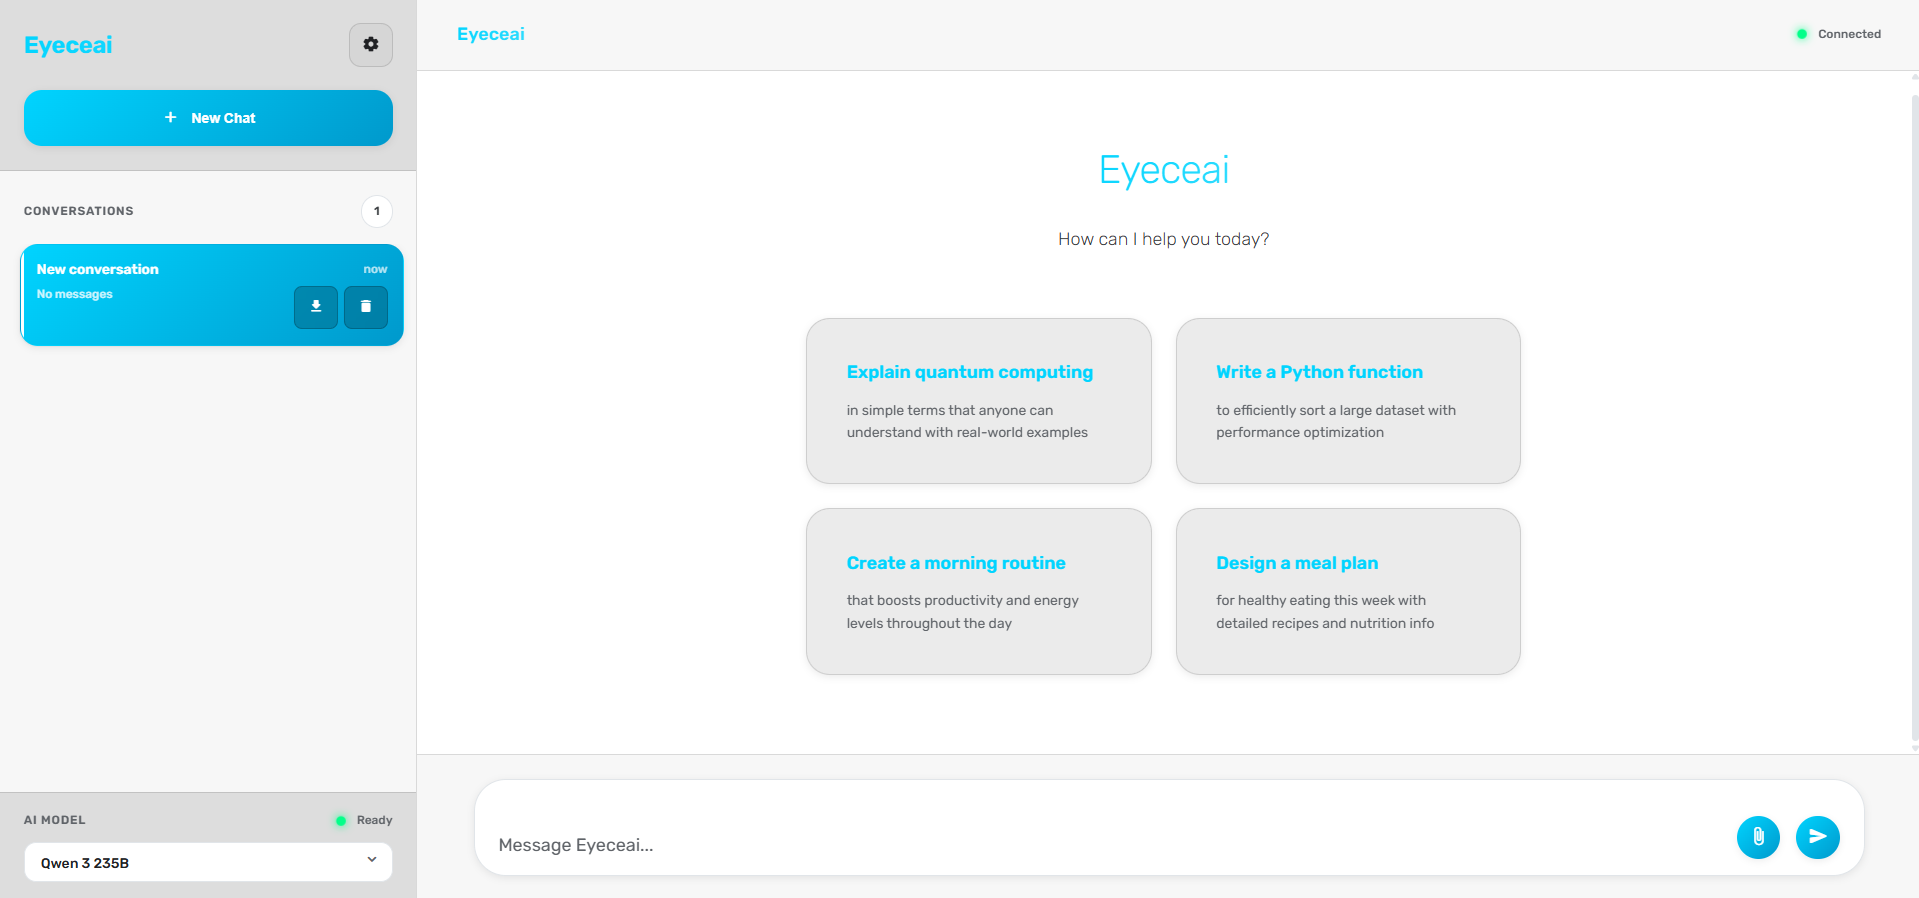 Eyeceai
New Chat
CONVERSATIONS
1
New conversation
now
No messages
AI MODEL
Ready
Qwen 3 235B
Eyeceai
Connected
Eyeceai
How can I help you today?
Explain quantum computing
in simple terms that anyone can
understand with real-world examples
Write a Python function
to efficiently sort a large dataset with
performance optimization
Create a morning routine
that boosts productivity and energy
levels throughout the day
Design a meal plan
for healthy eating this week with
detailed recipes and nutrition info
Message Eyeceai...